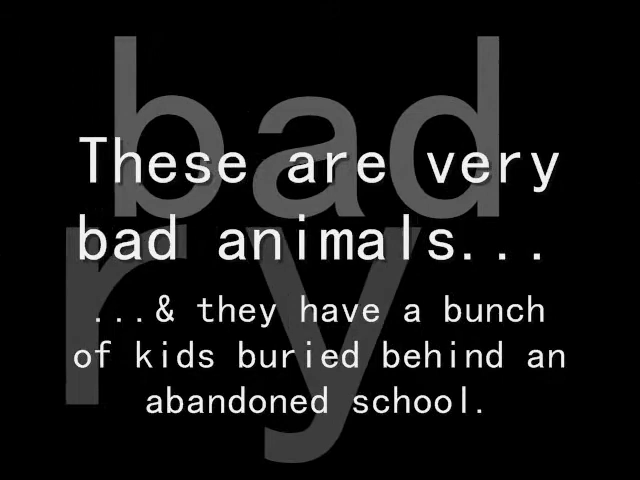 bad
ry
These are very
bad animals...
...& they have a bunch
of kids buried behind an
abandoned school.